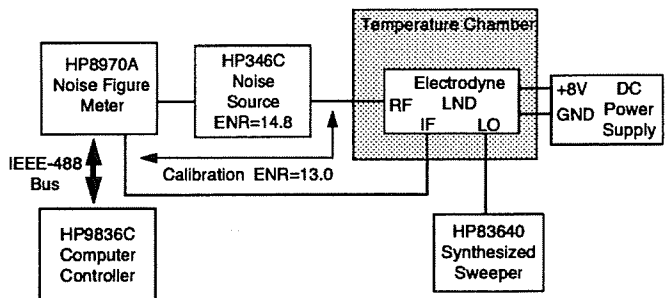 Temperature Chamber
HP8970A
Noise Figure
Meter
HP346C
Noise
Source
ENR=14.8
Electrodyne
LND
RF
IF
LO
+8V
GND
DC
Power
Supply
IEEE-488
Bus
Calibration ENR=13.0
HP9836C
Computer
Controller
HP83640
Synthesized
Sweeper